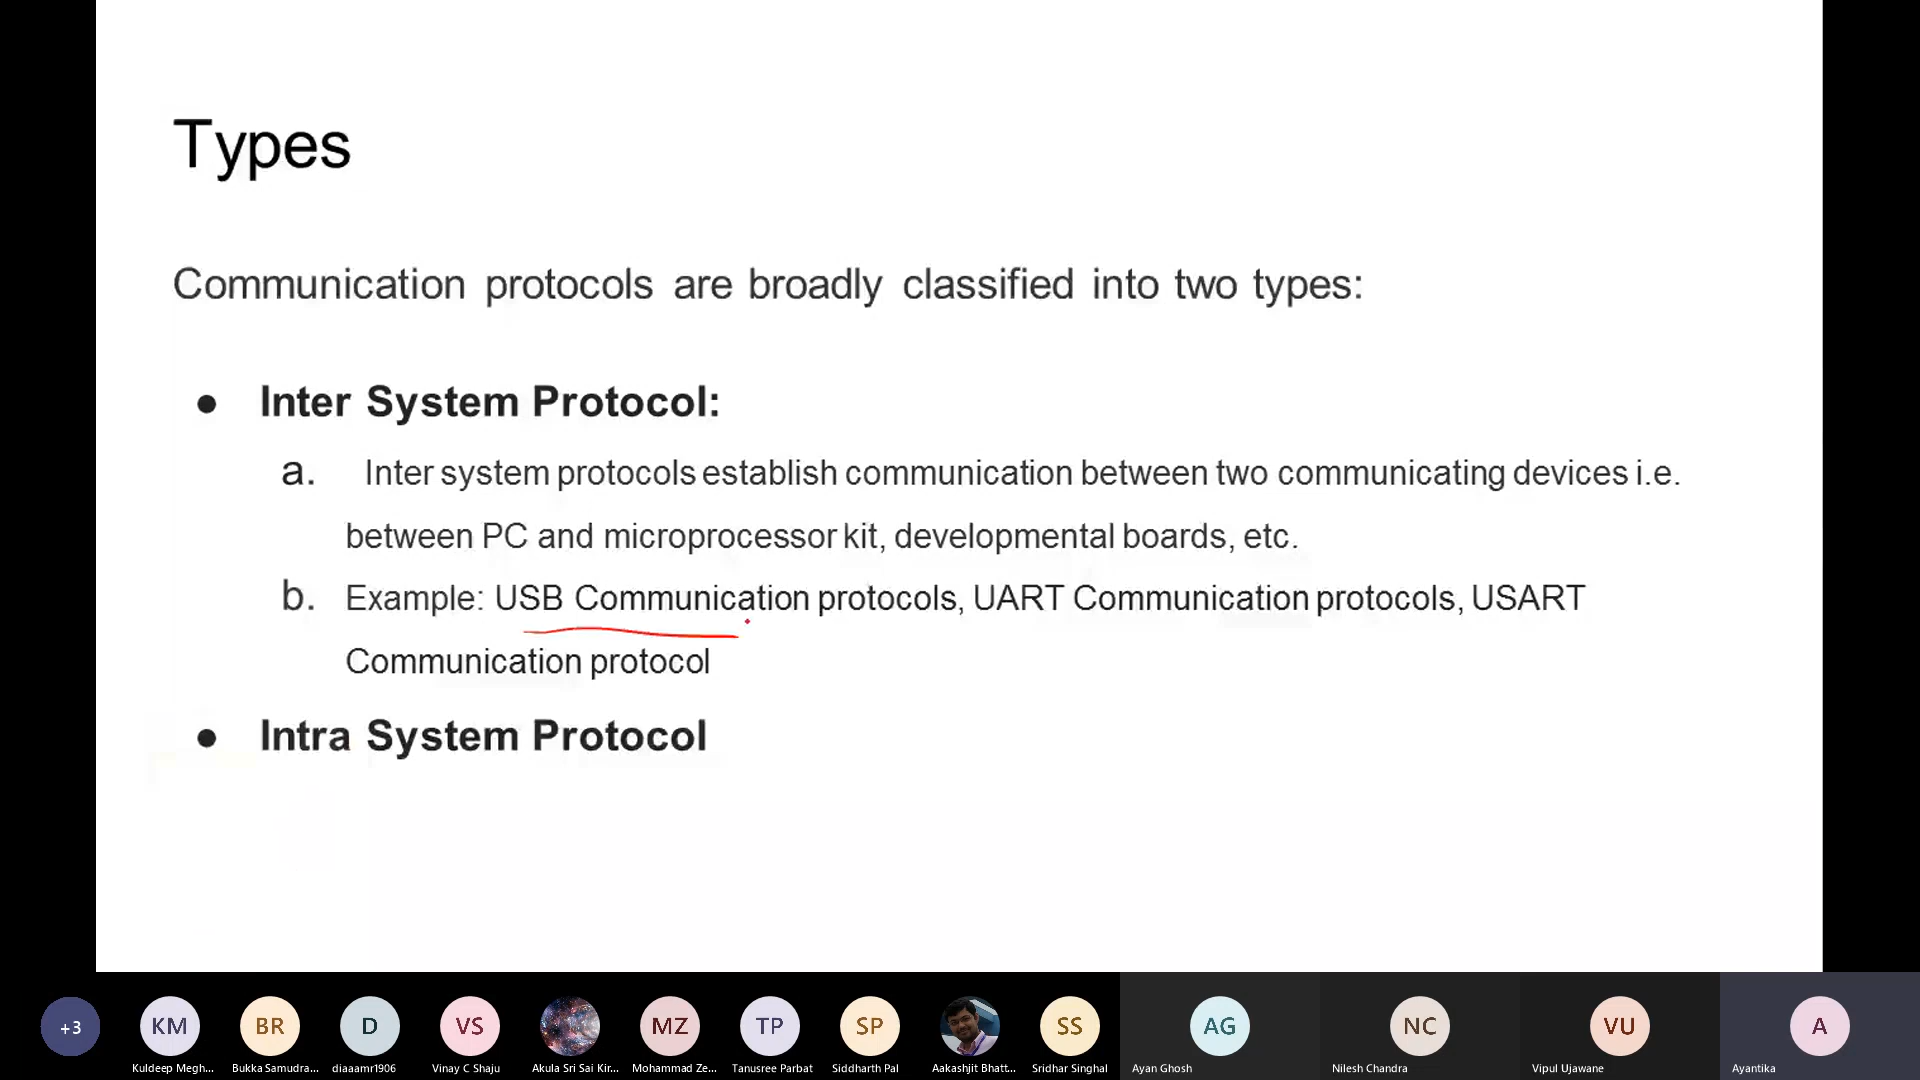 Types
Communication protocols are broadly classified into two types:
● Inter System Protocol:
a. Inter system protocols establish communication between two communicating devices i.e.
between PC and microprocessor kit, developmental boards, etc.
b. Example: USB Communication protocols, UART Communication protocols, USART
Communication protocol
● Intra System Protocol
+3 KM BR D VS MZ TP SP SS AG NC VU A
Kuldeep Megh... Bukka Samudra... diaaamr1906 Vinay C Shaju Akula Sri Sai Kir... Mohammad Ze... Tanusree Parbat Siddharth Pal Aakashjit Bhatt... Sridhar Singhal Ayan Ghosh Nilesh Chandra Vipul Ujawane Ayantika